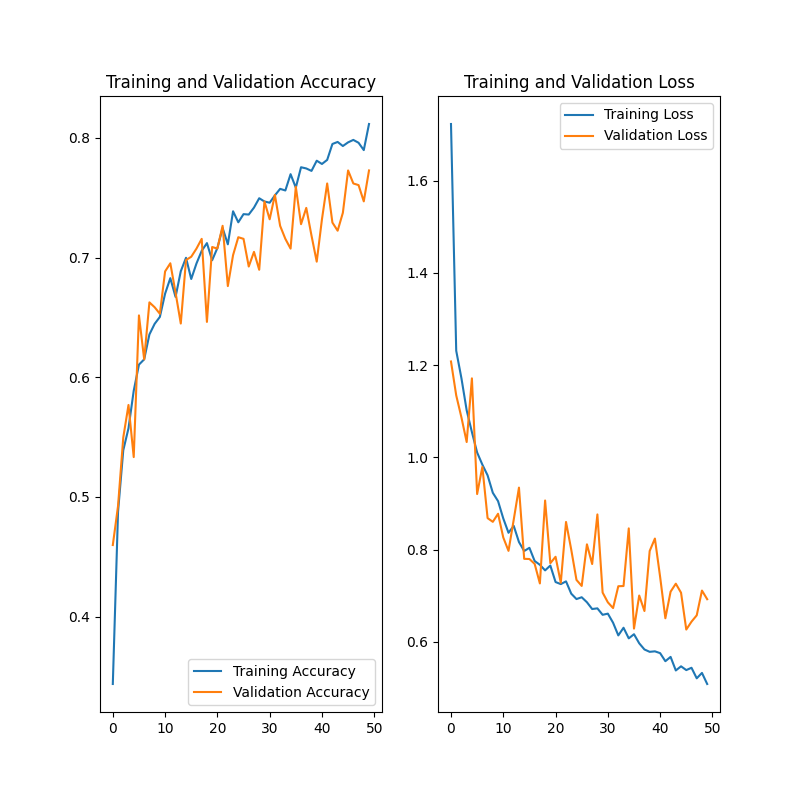 Training and Validation Accuracy
0.8
0.7
0.6
0.5
0.4
0 10 20 30 40 50
Training Accuracy
Validation Accuracy
Training and Validation Loss
1.6
1.4
1.2
1.0
0.8
0.6
0 10 20 30 40 50
Training Loss
Validation Loss